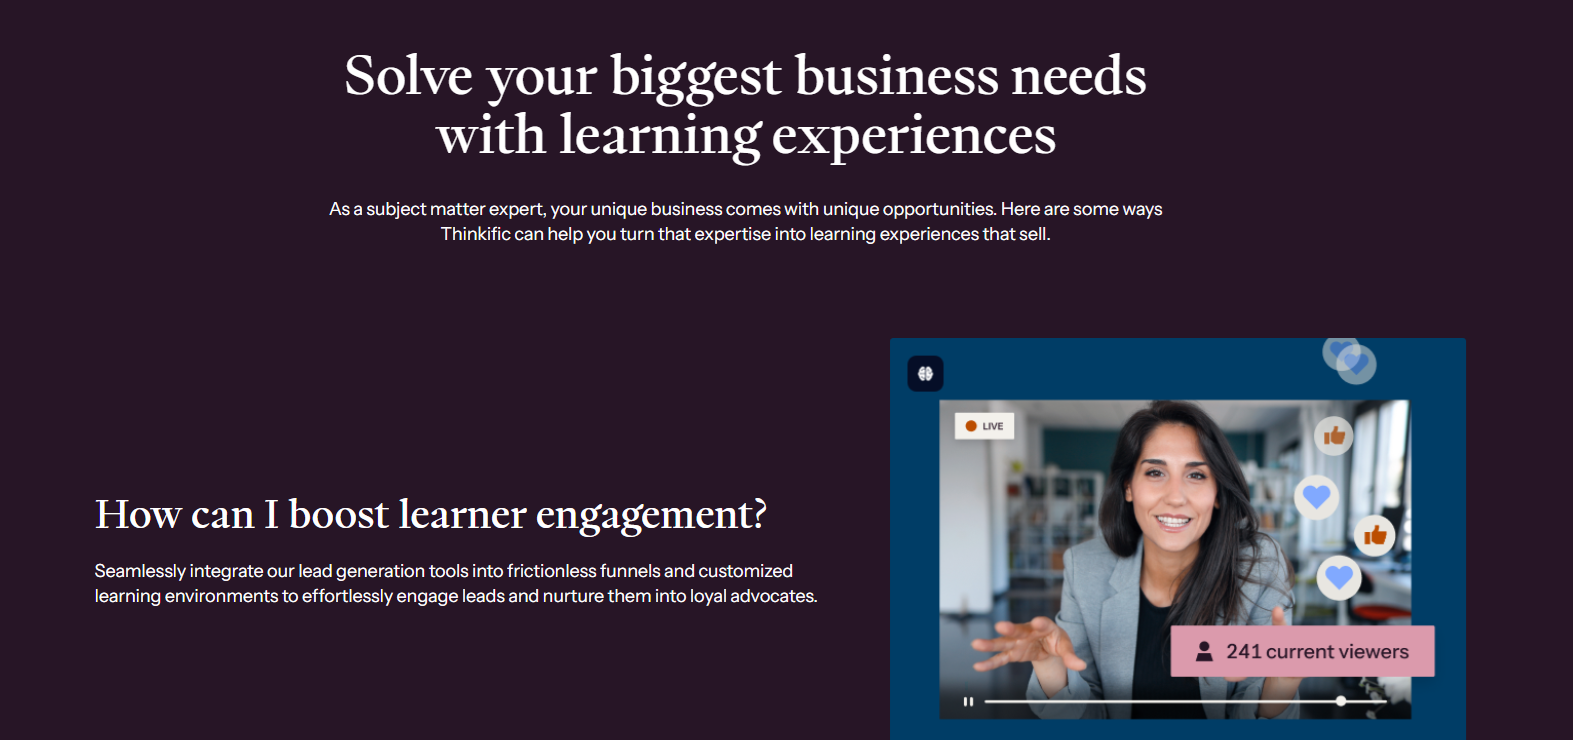 Solve your biggest business needs
with learning experiences
As a subject matter expert, your unique business comes with unique opportunities. Here are some ways
Thinkific can help you turn that expertise into learning experiences that sell.
How can I boost learner engagement?
Seamlessly integrate our lead generation tools into frictionless funnels and customized
learning environments to effortlessly engage leads and nurture them into loyal advocates.
LIVE
241 current viewers